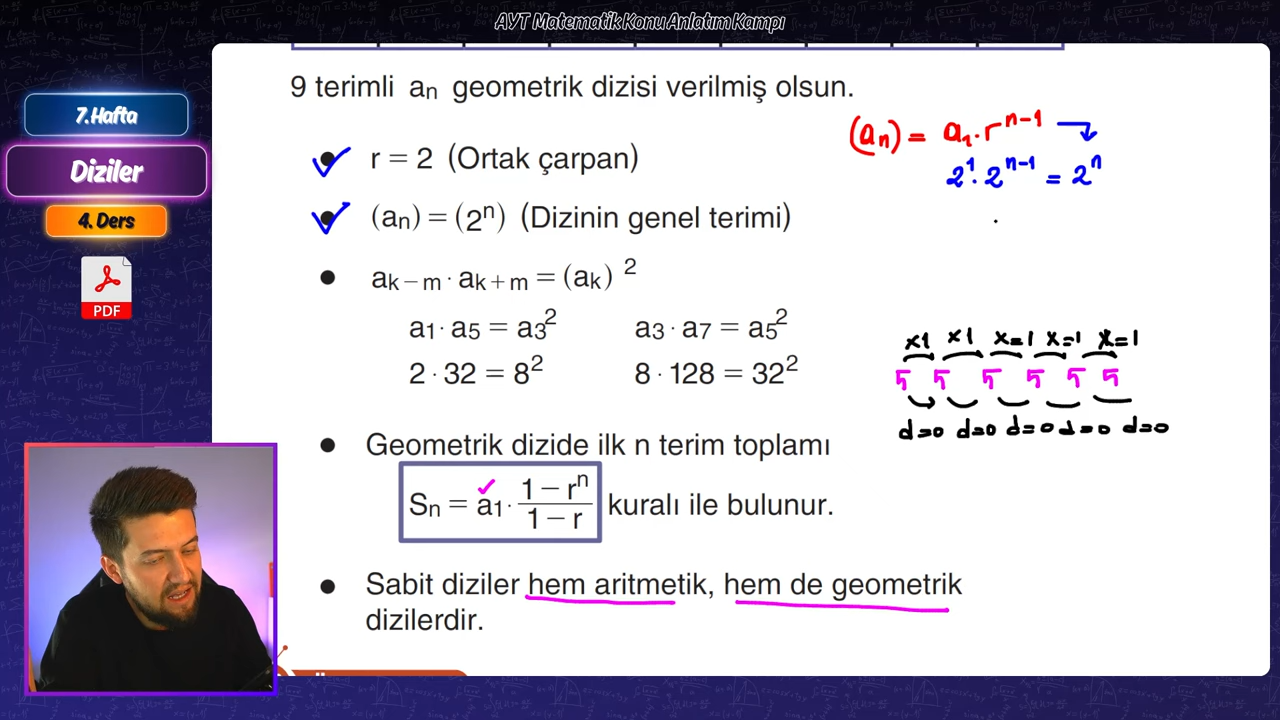 AYT Matematik Konu Anlatım Kampı
7.Hafta
Diziler
4. Ders
PDF
9 terimli aₙ geometrik dizisi verilmiş olsun.
(aₙ) = a₁ · rⁿ⁻¹
• r = 2 (Ortak çarpan)
2¹ · 2ⁿ⁻¹ = 2ⁿ
• (aₙ) = (2ⁿ) (Dizinin genel terimi)
• aₖ₋ₘ · aₖ₊ₘ = (aₖ)²
a₁ · a₅ = a₃² a₃ · a₇ = a₅²
2 · 32 = 8² 8 · 128 = 32²
x1 x1 x=1 x=1 x=1
5 5 5 5 5 5
d=0 d=0 d=0 d=0 d=0
• Geometrik dizide ilk n terim toplamı
Sₙ = a₁ · (1 − rⁿ)/(1 − r) kuralı ile bulunur.
• Sabit diziler hem aritmetik, hem de geometrik
dizilerdir.